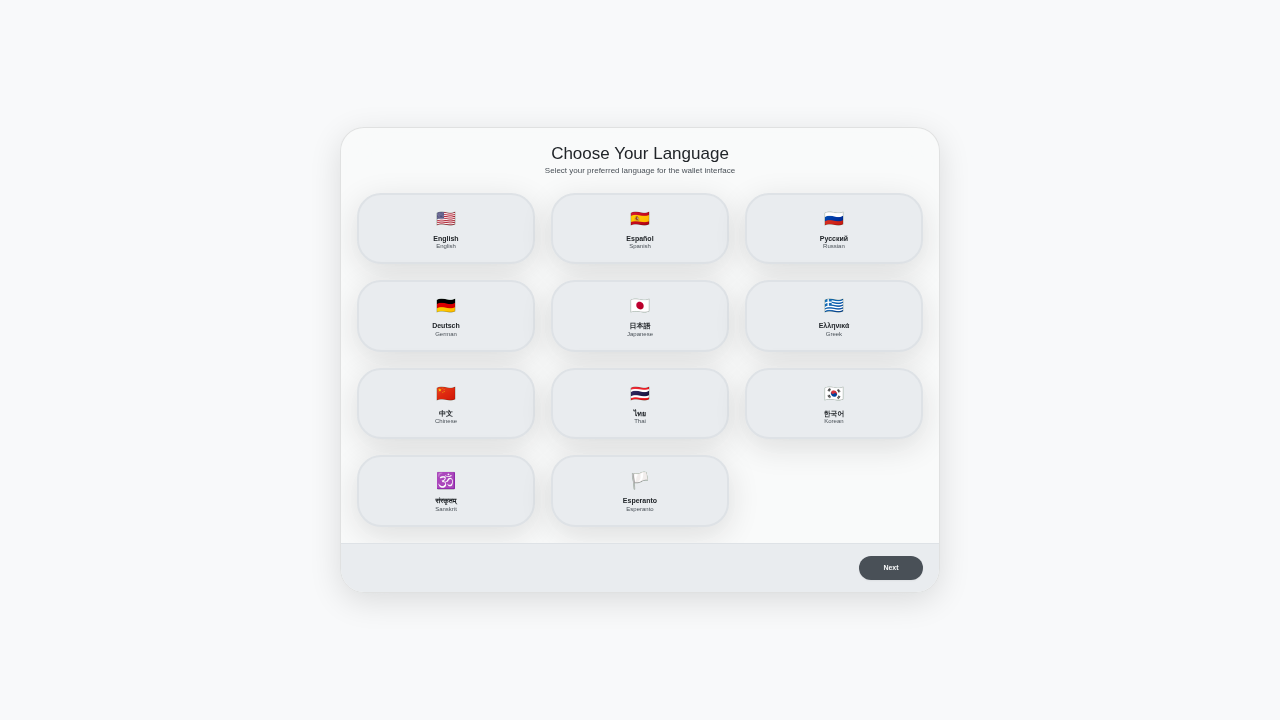 Choose Your Language
Select your preferred language for the wallet interface
English
English
Español
Spanish
Русский
Russian
Deutsch
German
日本語
Japanese
Ελληνικά
Greek
中文
Chinese
ไทย
Thai
한국어
Korean
संस्कृतम्
Sanskrit
Esperanto
Esperanto
Next